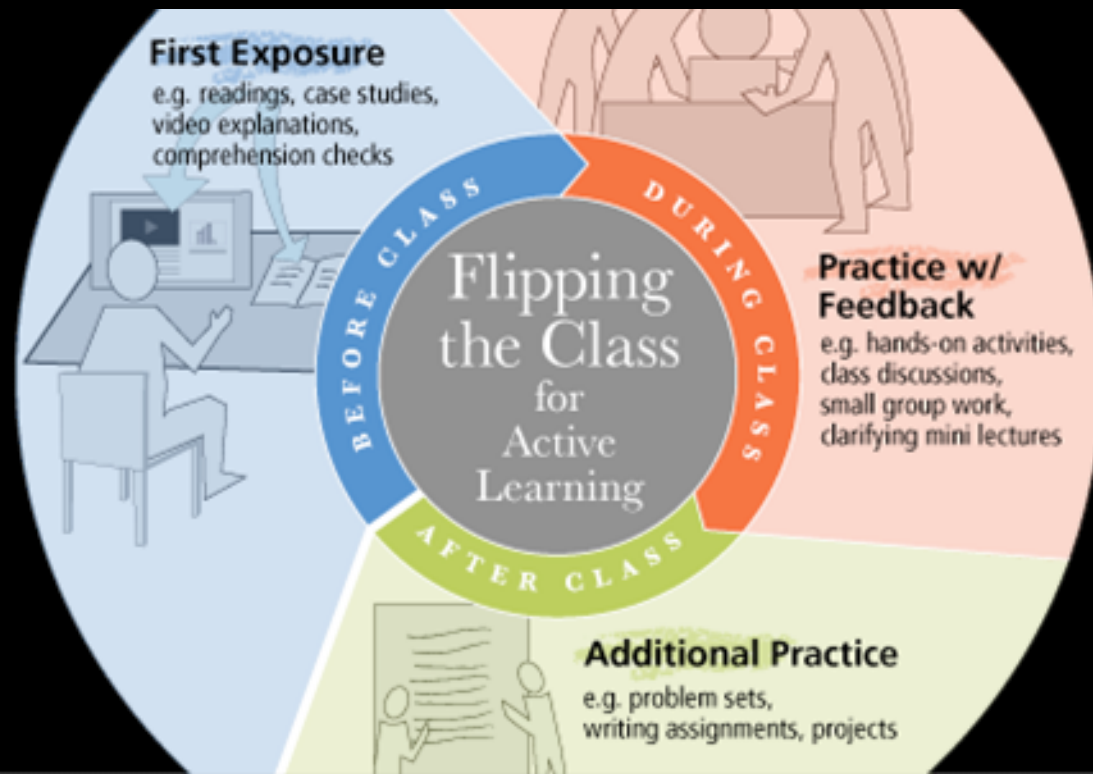 First Exposure
e.g. readings, case studies,
video explanations,
comprehension checks
BEFORE CLASS
DURING CLASS
Flipping
the Class
for
Active
Learning
Practice w/
Feedback
e.g. hands-on activities,
class discussions,
small group work,
clarifying mini lectures
AFTER CLASS
Additional Practice
e.g. problem sets,
writing assignments, projects